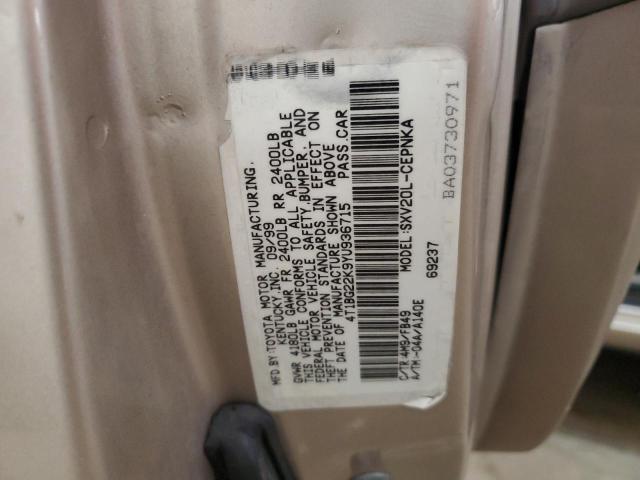 MFD.BY:TOYOTA MOTOR MANUFACTURING.
KENTUCKY,INC. 09/99
GVWR 4180LB GAWR FR 2400LB RR 2400LB
THIS VEHICLE CONFORMS TO ALL APPLICABLE
FEDERAL MOTOR VEHICLE SAFETY,BUMPER, AND
THEFT PREVENTION STANDARDS IN EFFECT ON
THE DATE OF MANUFACTURE SHOWN ABOVE
4T1BG22K9YU936715 PASS.CAR
C/TR:4M9/FB49
A/TM:-04A/A140E
MODEL:SXV20L-CEPNKA
69237
BA03730971